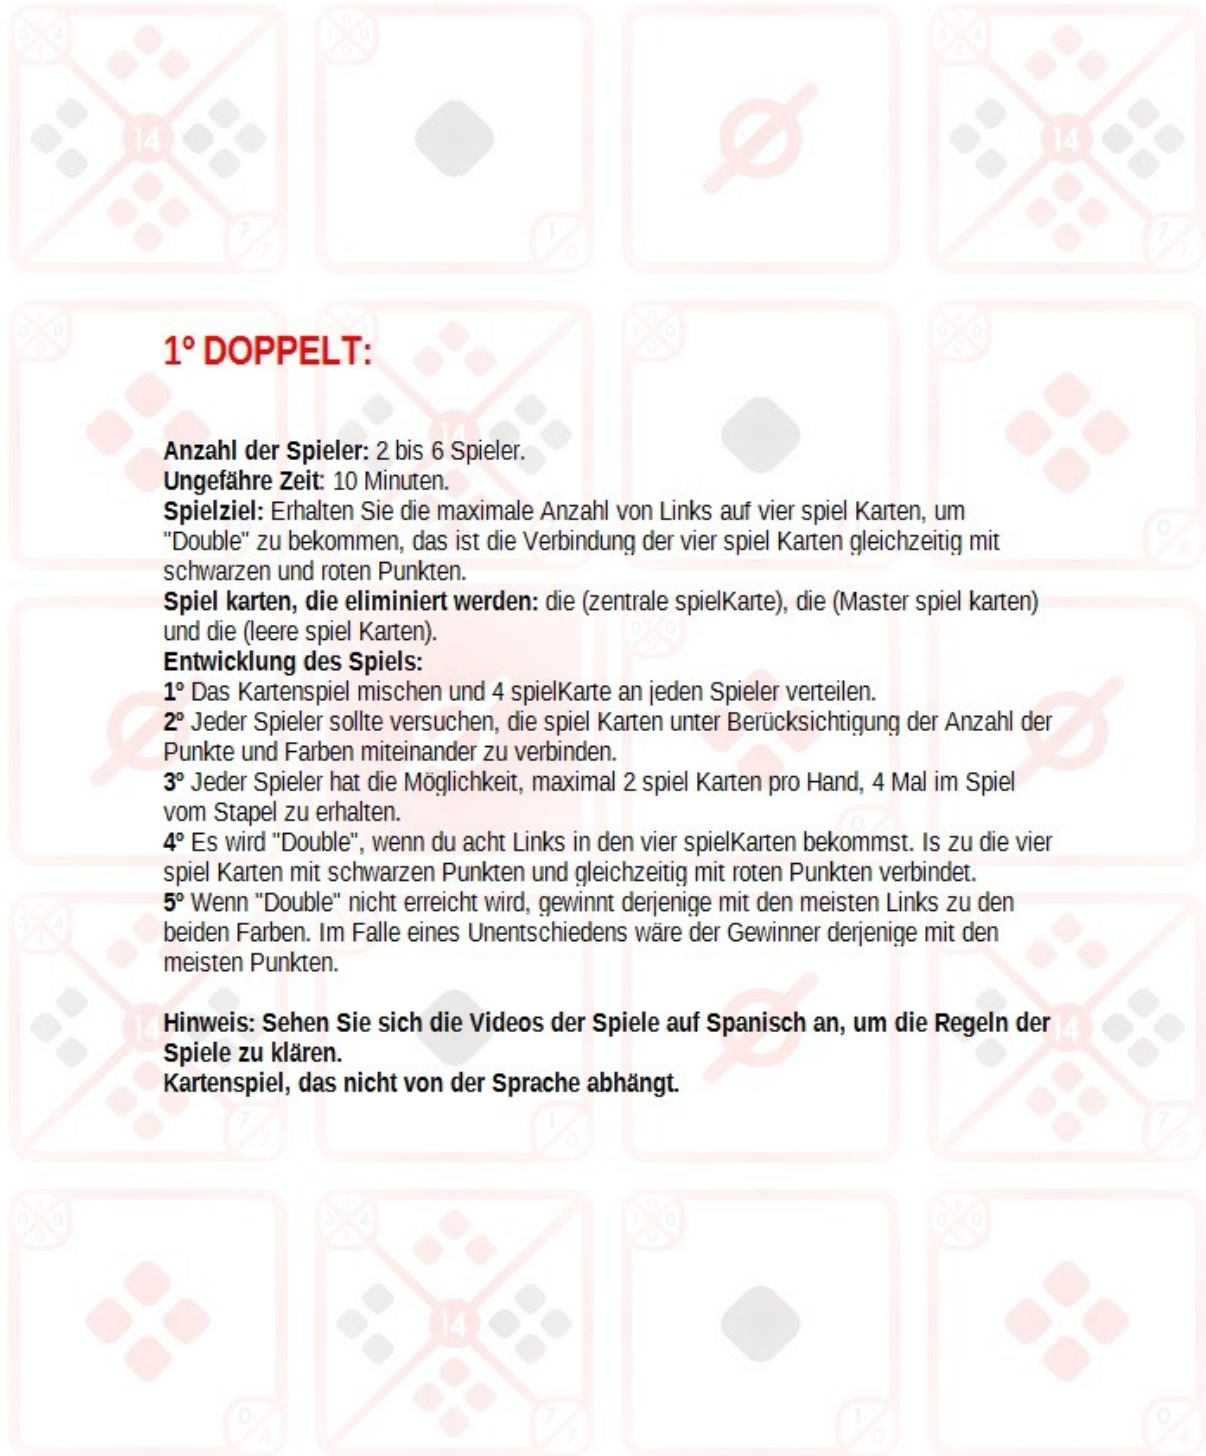 1º DOPPELT:
Anzahl der Spieler: 2 bis 6 Spieler.
Ungefähre Zeit: 10 Minuten.
Spielziel: Erhalten Sie die maximale Anzahl von Links auf vier spiel Karten, um
"Double" zu bekommen, das ist die Verbindung der vier spiel Karten gleichzeitig mit
schwarzen und roten Punkten.
Spiel karten, die eliminiert werden: die (zentrale spielKarte), die (Master spiel karten)
und die (leere spiel Karten).
Entwicklung des Spiels:
1º Das Kartenspiel mischen und 4 spielKarte an jeden Spieler verteilen.
2º Jeder Spieler sollte versuchen, die spiel Karten unter Berücksichtigung der Anzahl der
Punkte und Farben miteinander zu verbinden.
3º Jeder Spieler hat die Möglichkeit, maximal 2 spiel Karten pro Hand, 4 Mal im Spiel
vom Stapel zu erhalten.
4º Es wird "Double", wenn du acht Links in den vier spielKarten bekommst. Is zu die vier
spiel Karten mit schwarzen Punkten und gleichzeitig mit roten Punkten verbindet.
5º Wenn "Double" nicht erreicht wird, gewinnt derjenige mit den meisten Links zu den
beiden Farben. Im Falle eines Unentschiedens wäre der Gewinner derjenige mit den
meisten Punkten.
Hinweis: Sehen Sie sich die Videos der Spiele auf Spanisch an, um die Regeln der
Spiele zu klären.
Kartenspiel, das nicht von der Sprache abhängt.